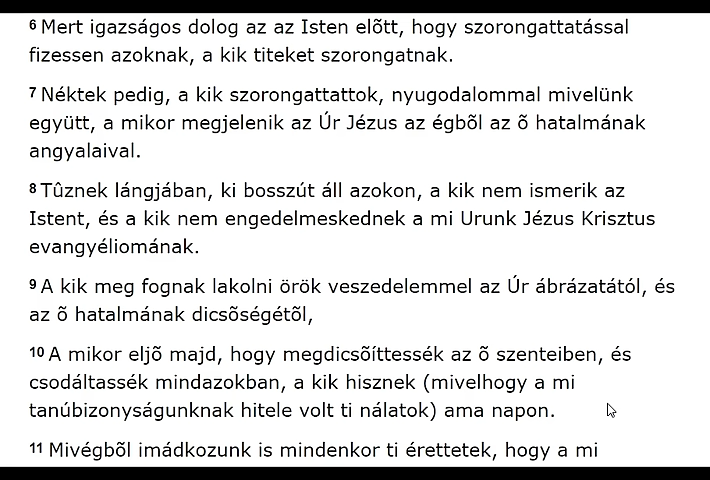 6 Mert igazságos dolog az az Isten elõtt, hogy szorongattatással
fizessen azoknak, a kik titeket szorongatnak.
7 Néktek pedig, a kik szorongattattok, nyugodalommal mivelünk
együtt, a mikor megjelenik az Úr Jézus az égbõl az õ hatalmának
angyalaival.
8 Tûznek lángjában, ki bosszút áll azokon, a kik nem ismerik az
Istent, és a kik nem engedelmeskednek a mi Urunk Jézus Krisztus
evangyéliomának.
9 A kik meg fognak lakolni örök veszedelemmel az Úr ábrázatától, és
az õ hatalmának dicsõségétõl,
10 A mikor eljõ majd, hogy megdicsõíttessék az õ szenteiben, és
csodáltassék mindazokban, a kik hisznek (mivelhogy a mi
tanúbizonyságunknak hitele volt ti nálatok) ama napon.
11 Mivégbõl imádkozunk is mindenkor ti érettetek, hogy a mi